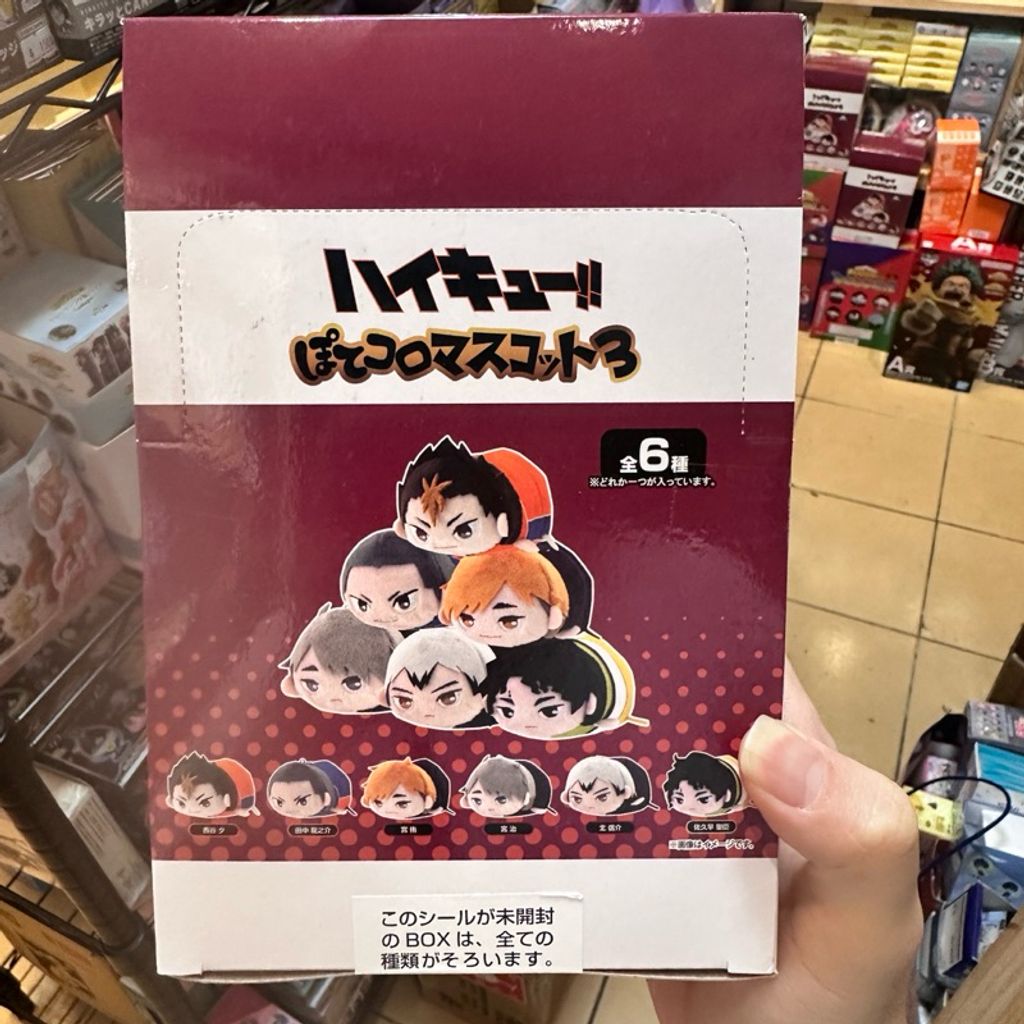 ハイキュー!!
ぽてコロマスコット3
全6種
※どれか一つが入っています。
西谷 夕
田中 龍之介
宮 侑
宮 治
北 信介
佐久早 聖臣
※画像はイメージです。
このシールが未開封
のBOXは、全ての
種類がそろいます。
A賞